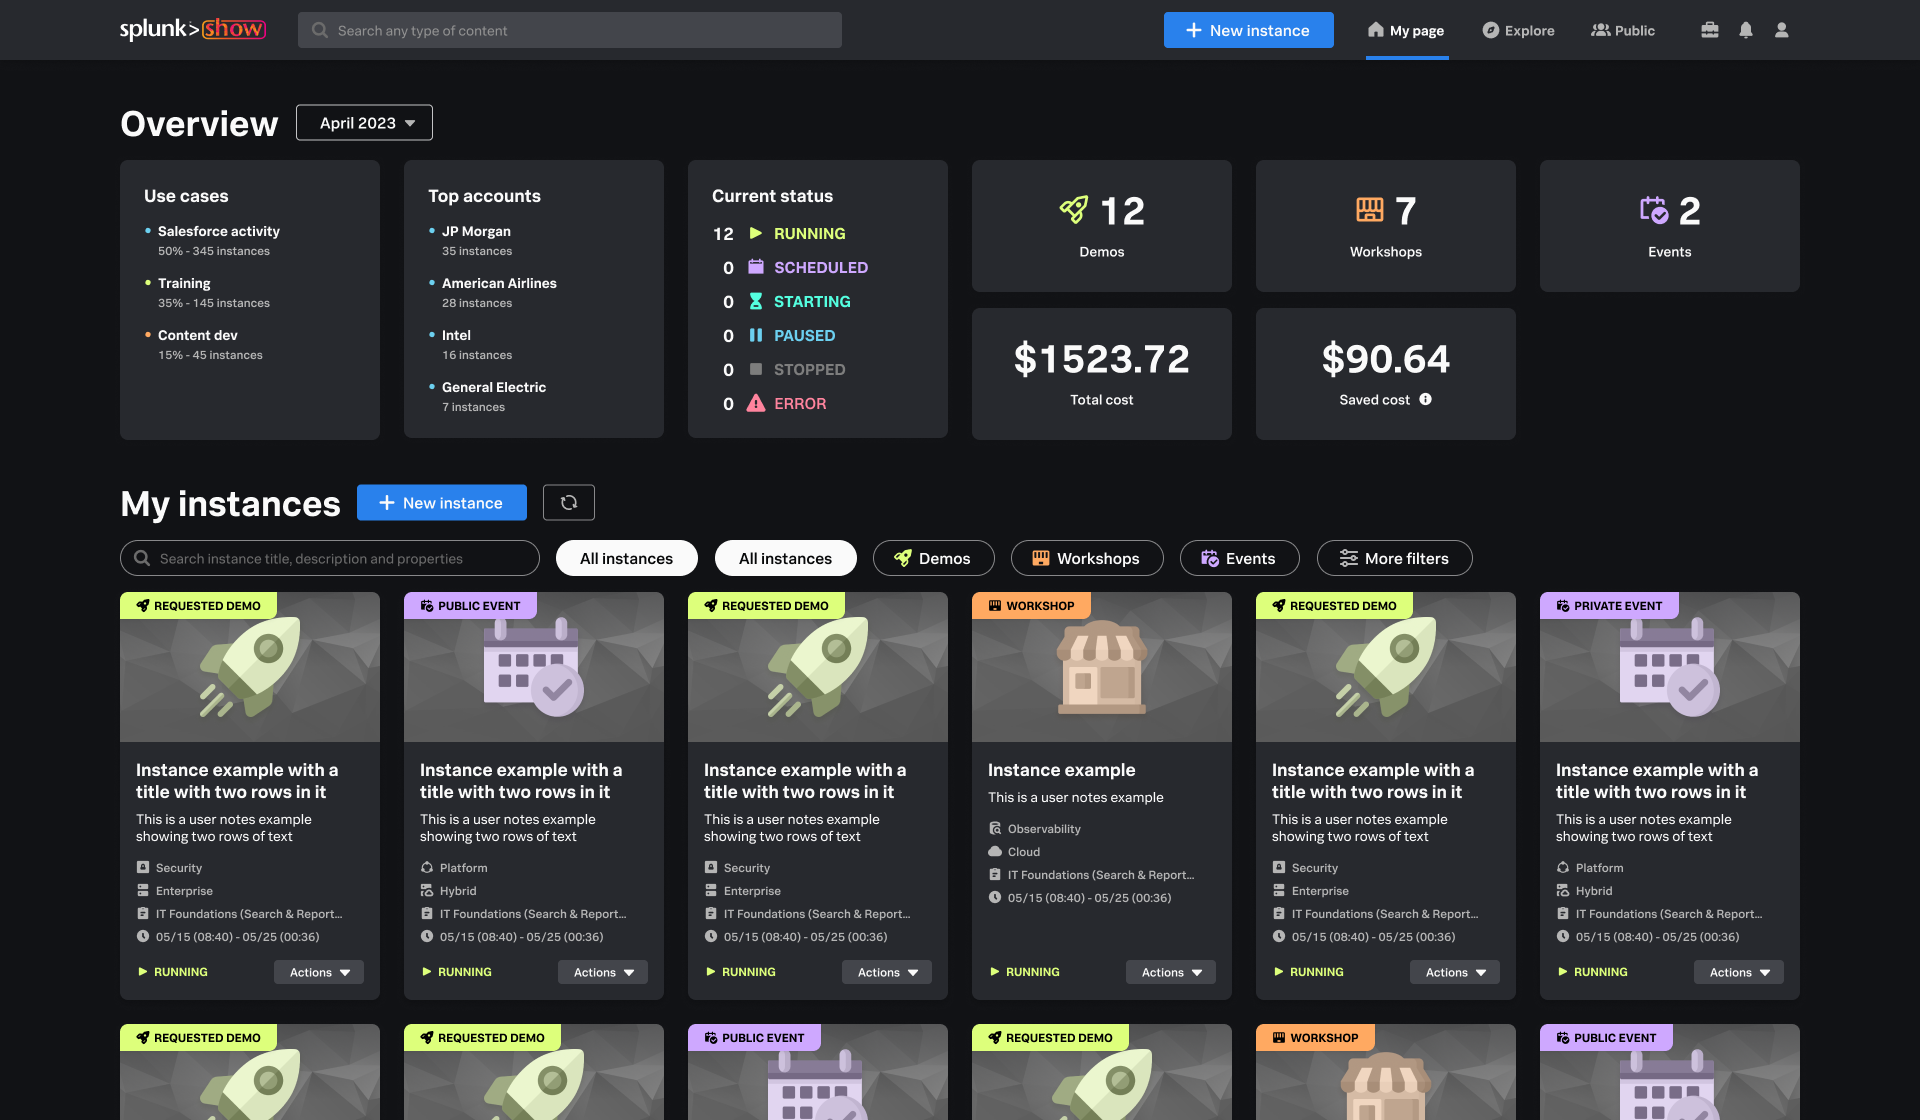 splunk>show
Search any type of content
New instance
My page
Explore
Public
Overview
April 2023
Use cases
Salesforce activity
50% - 345 instances
Training
35% - 145 instances
Content dev
15% - 45 instances
Top accounts
JP Morgan
35 instances
American Airlines
28 instances
Intel
16 instances
General Electric
7 instances
Current status
12 RUNNING
0 SCHEDULED
0 STARTING
0 PAUSED
0 STOPPED
0 ERROR
12
Demos
7
Workshops
2
Events
$1523.72
Total cost
$90.64
Saved cost
My instances
New instance
Search instance title, description and properties
All instances
All instances
Demos
Workshops
Events
More filters
REQUESTED DEMO
Instance example with a
title with two rows in it
This is a user notes example
showing two rows of text
Security
Enterprise
IT Foundations (Search & Report...
05/15 (08:40) - 05/25 (00:36)
RUNNING
Actions
PUBLIC EVENT
Instance example with a
title with two rows in it
This is a user notes example
showing two rows of text
Platform
Hybrid
IT Foundations (Search & Report...
05/15 (08:40) - 05/25 (00:36)
RUNNING
Actions
REQUESTED DEMO
Instance example with a
title with two rows in it
This is a user notes example
showing two rows of text
Security
Enterprise
IT Foundations (Search & Report...
05/15 (08:40) - 05/25 (00:36)
RUNNING
Actions
WORKSHOP
Instance example
This is a user notes example
Observability
Cloud
IT Foundations (Search & Report...
05/15 (08:40) - 05/25 (00:36)
RUNNING
Actions
REQUESTED DEMO
Instance example with a
title with two rows in it
This is a user notes example
showing two rows of text
Security
Enterprise
IT Foundations (Search & Report...
05/15 (08:40) - 05/25 (00:36)
RUNNING
Actions
PRIVATE EVENT
Instance example with a
title with two rows in it
This is a user notes example
showing two rows of text
Platform
Hybrid
IT Foundations (Search & Report...
05/15 (08:40) - 05/25 (00:36)
RUNNING
Actions
REQUESTED DEMO
REQUESTED DEMO
PUBLIC EVENT
REQUESTED DEMO
WORKSHOP
PUBLIC EVENT